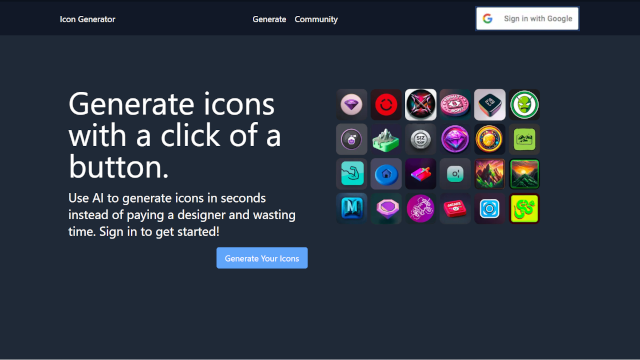 Icon Generator
Generate
Community
Sign in with Google
Generate icons
with a click of a
button.
Use AI to generate icons in seconds
instead of paying a designer and wasting
time. Sign in to get started!
Generate Your Icons